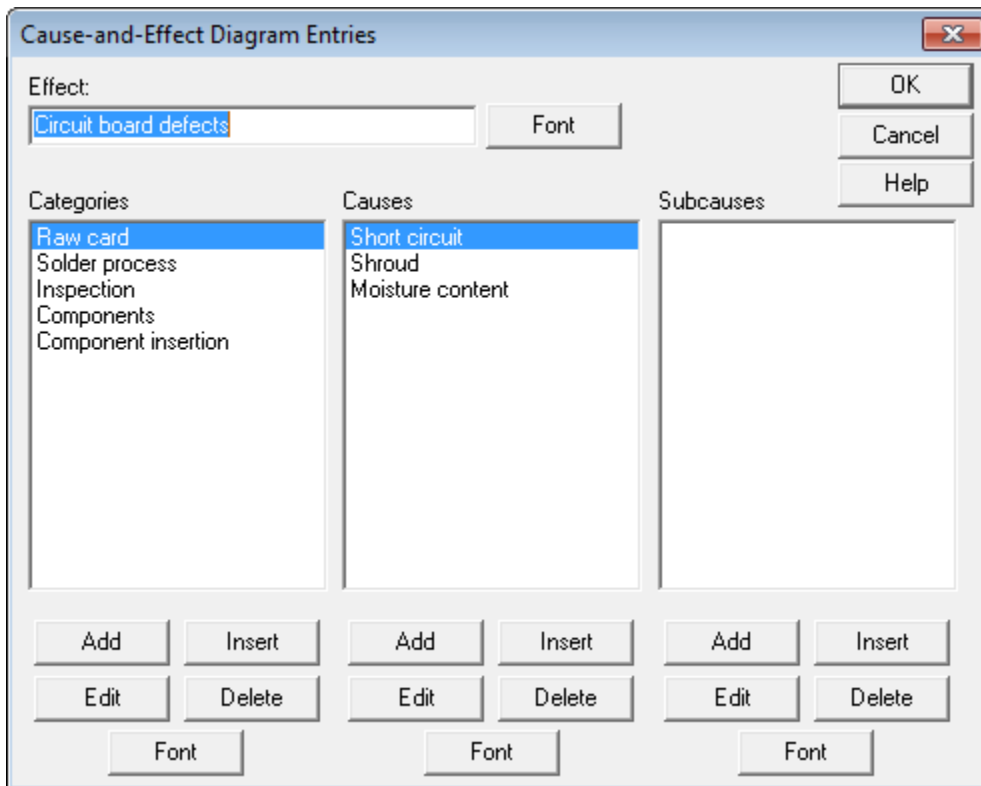 Cause-and-Effect Diagram Entries
Effect:
OK
Circuit board defects
Font
Cancel
Help
Categories
Causes
Subcauses
Raw card
Solder process
Inspection
Components
Component insertion
Short circuit
Shroud
Moisture content
Add
Insert
Add
Insert
Add
Insert
Edit
Delete
Edit
Delete
Edit
Delete
Font
Font
Font